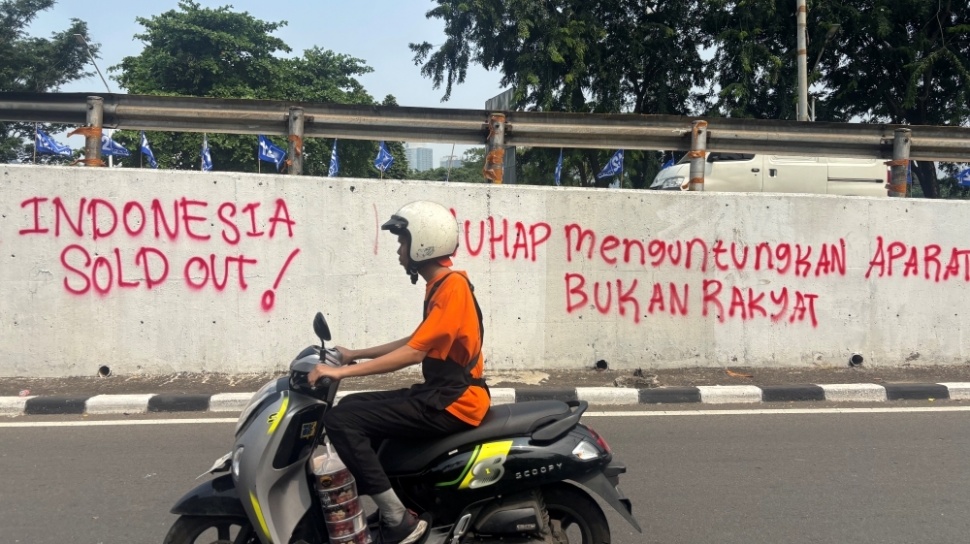 INDONESIA
SOLD OUT!
KUHAP menguntungkan APARAT
BUKAN RAKYAT
SCOOPY